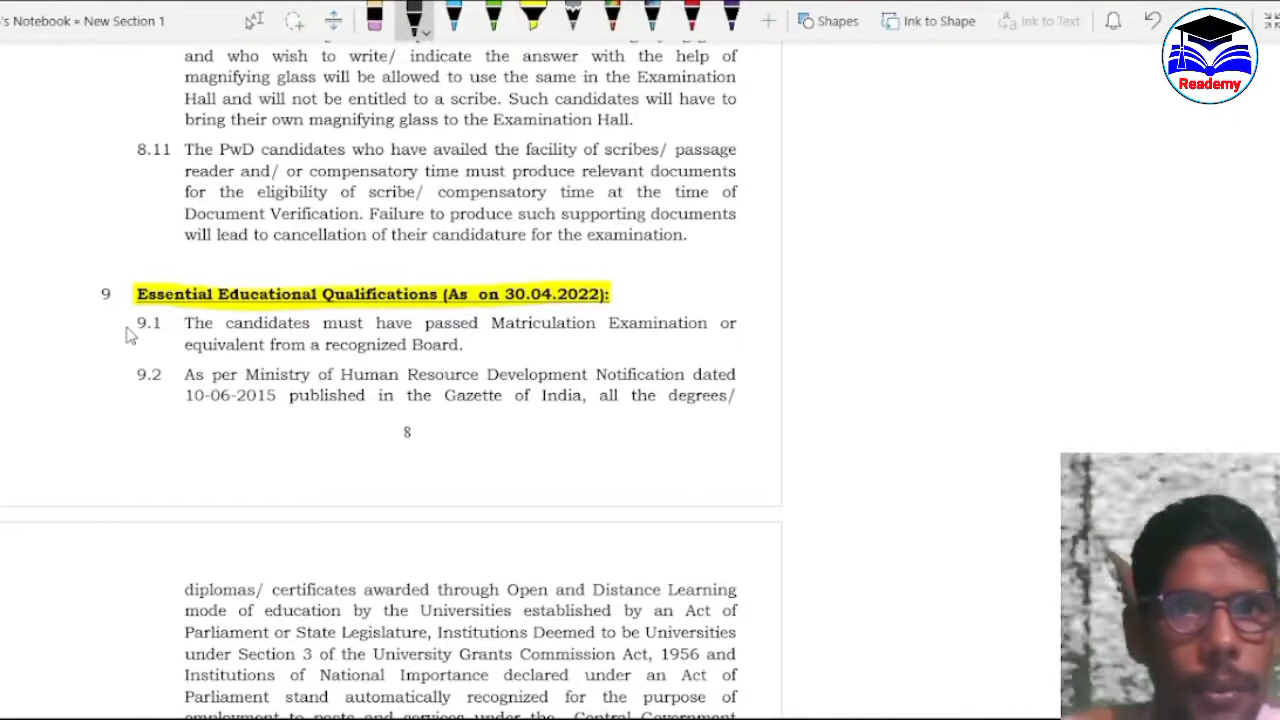 's Notebook » New Section 1
Shapes
Ink to Shape
Ink to Text
Reademy
and who wish to write/ indicate the answer with the help of
magnifying glass will be allowed to use the same in the Examination
Hall and will not be entitled to a scribe. Such candidates will have to
bring their own magnifying glass to the Examination Hall.
8.11 The PwD candidates who have availed the facility of scribes/ passage
reader and/ or compensatory time must produce relevant documents
for the eligibility of scribe/ compensatory time at the time of
Document Verification. Failure to produce such supporting documents
will lead to cancellation of their candidature for the examination.
9 Essential Educational Qualifications (As on 30.04.2022):
9.1 The candidates must have passed Matriculation Examination or
equivalent from a recognized Board.
9.2 As per Ministry of Human Resource Development Notification dated
10-06-2015 published in the Gazette of India, all the degrees/
8
diplomas/ certificates awarded through Open and Distance Learning
mode of education by the Universities established by an Act of
Parliament or State Legislature, Institutions Deemed to be Universities
under Section 3 of the University Grants Commission Act, 1956 and
Institutions of National Importance declared under an Act of
Parliament stand automatically recognized for the purpose of
employment to posts and services under the Central Government